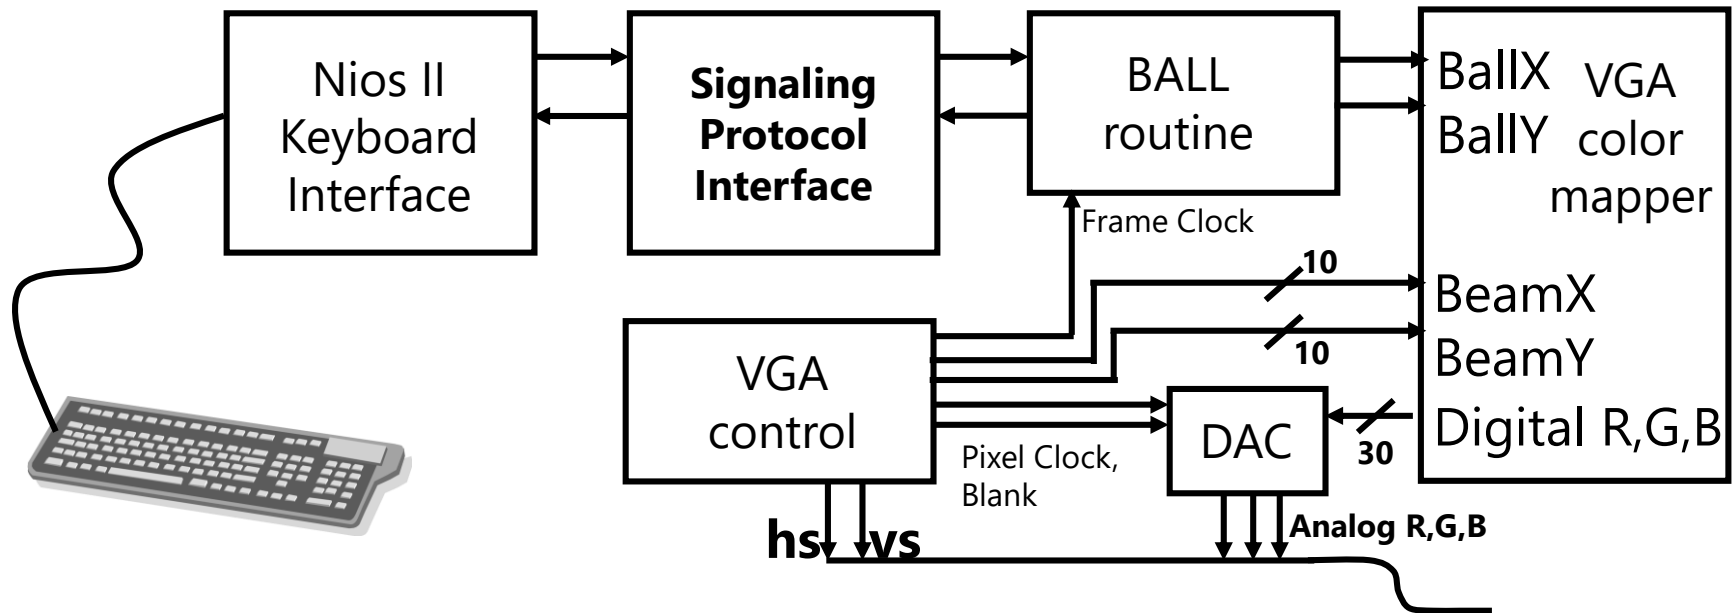 Nios II
Keyboard
Interface
Signaling
Protocol
Interface
BALL
routine
BallX
BallY
VGA
color
mapper
Frame Clock
10
BeamX
10
BeamY
VGA
control
DAC
30
Digital R,G,B
Pixel Clock,
Blank
hs
vs
Analog R,G,B